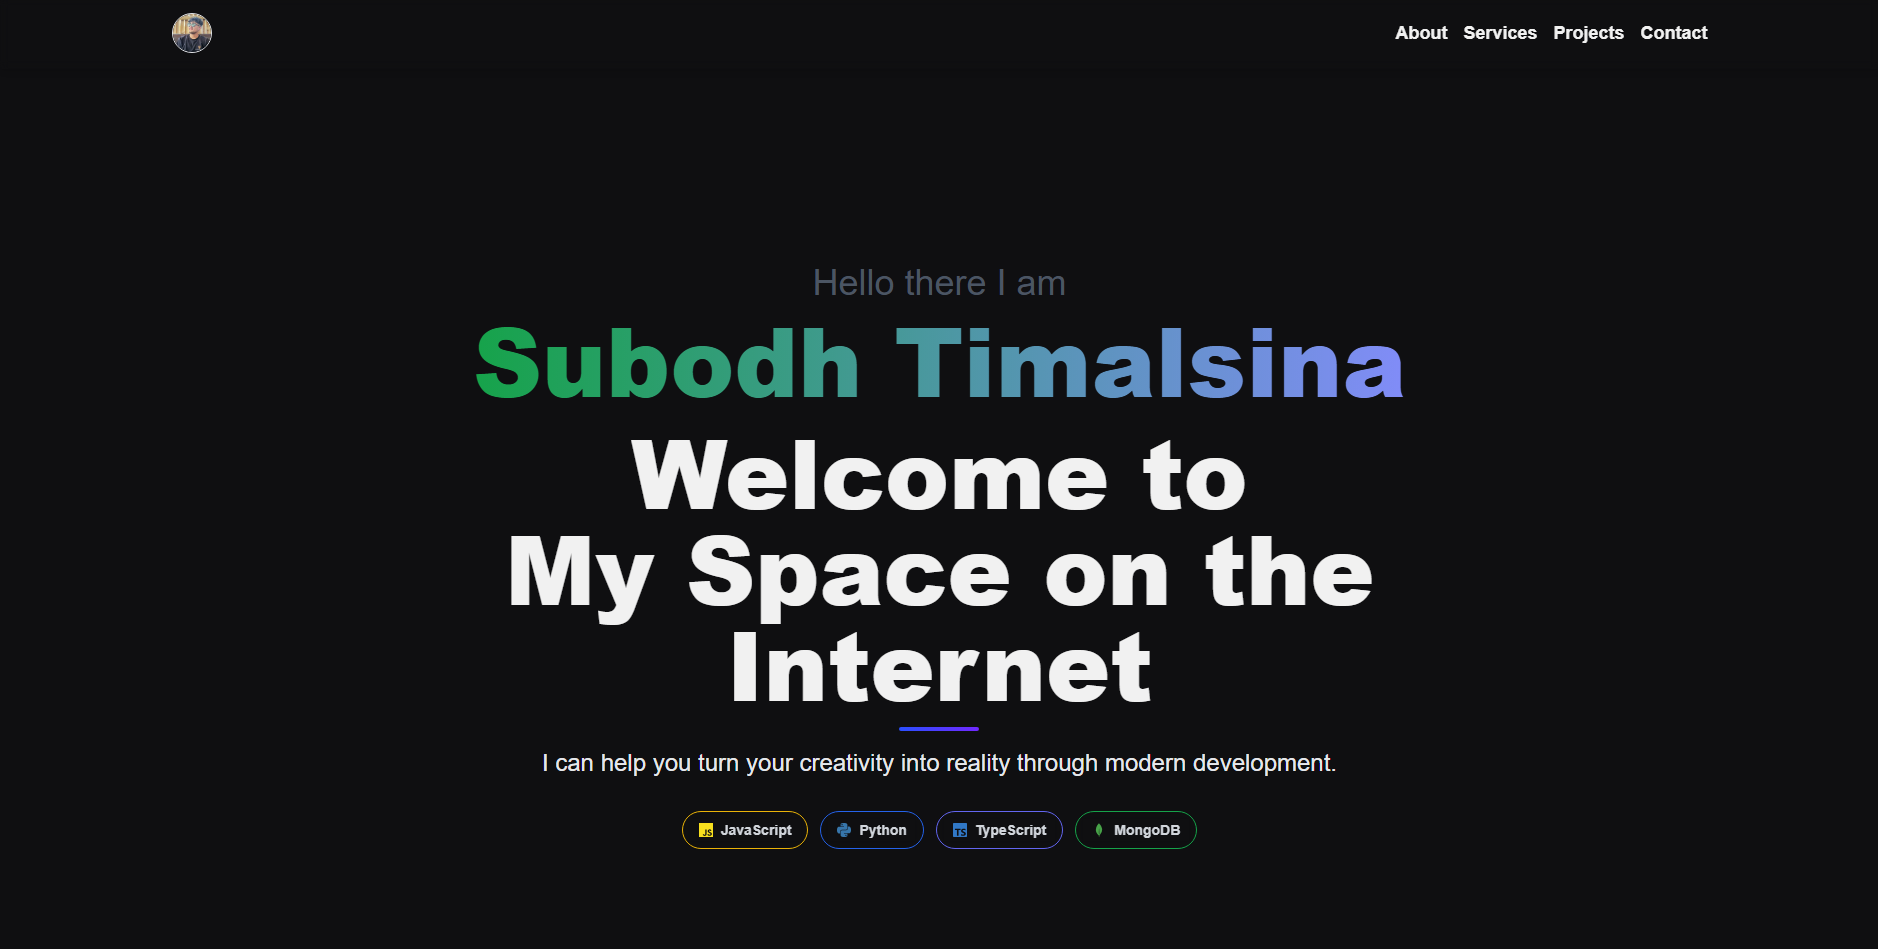 About Services Projects Contact
Hello there I am
Subodh Timalsina
Welcome to
My Space on the
Internet
I can help you turn your creativity into reality through modern development.
JS JavaScript Python TS TypeScript MongoDB